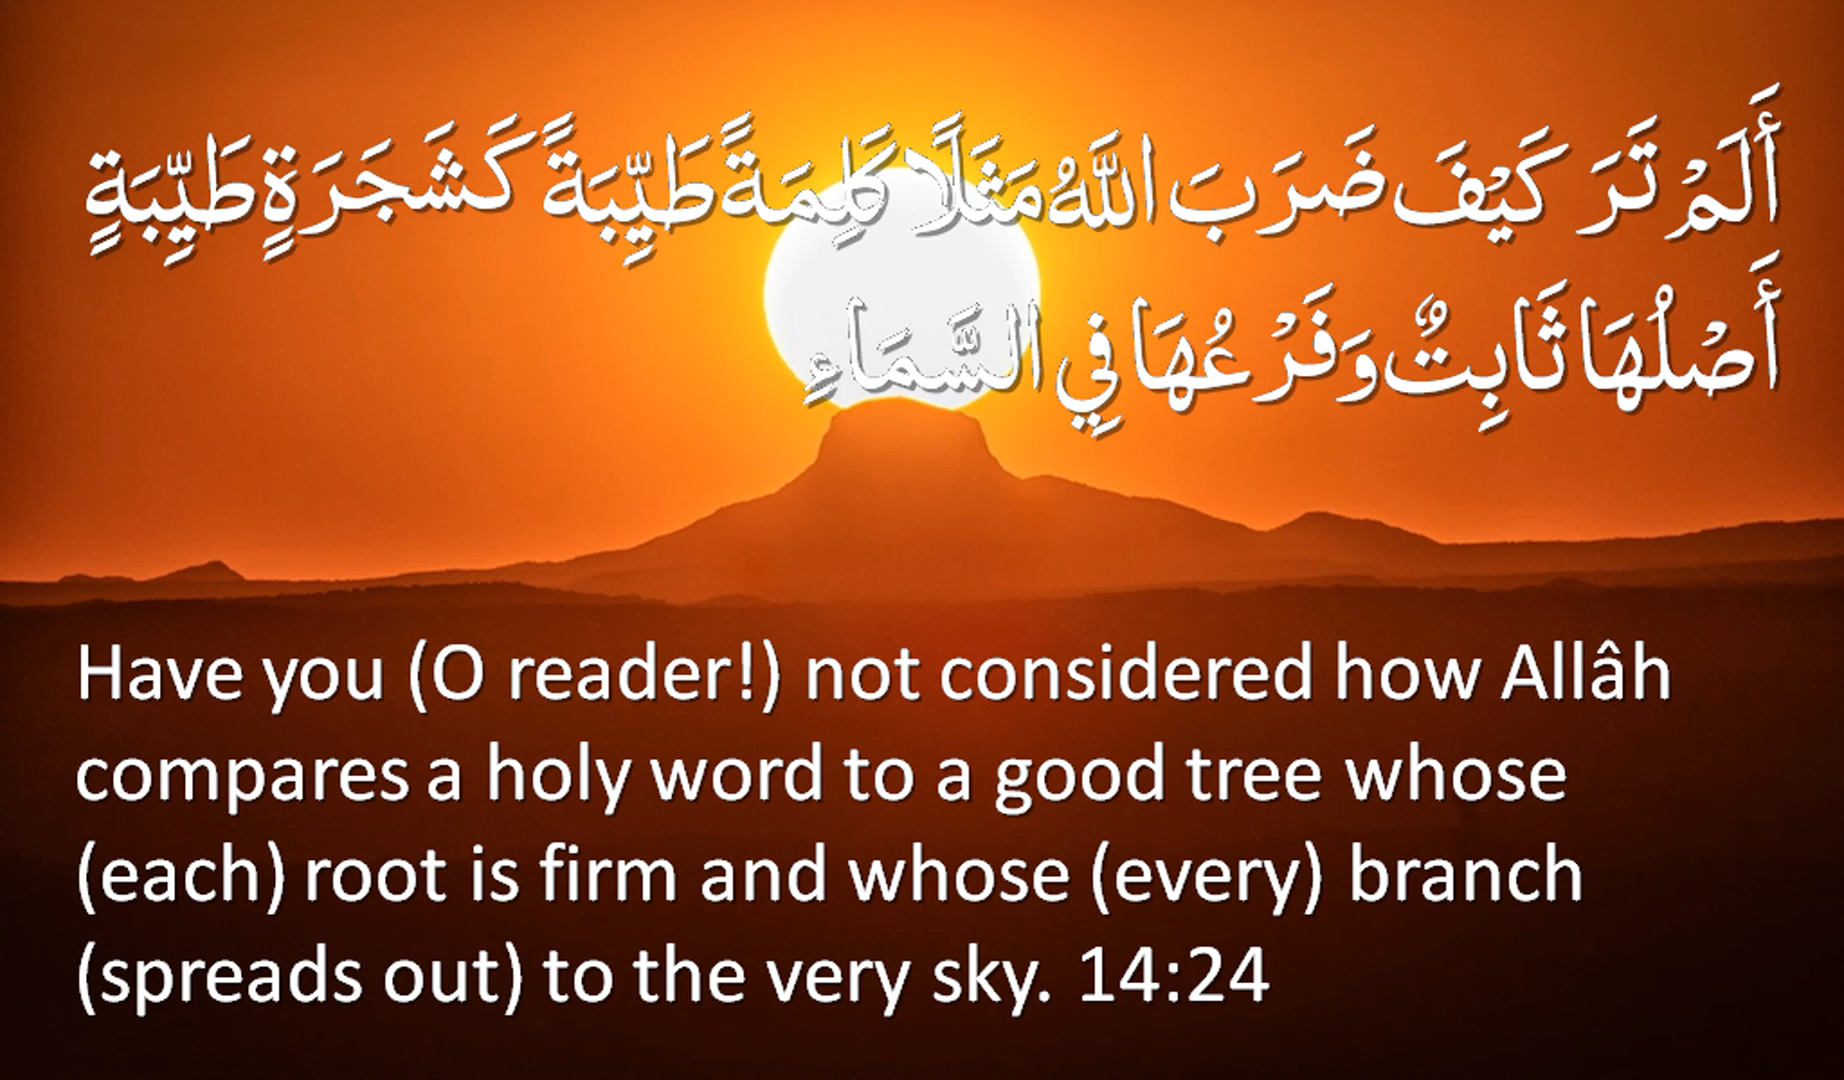 أَلَمْ تَرَ كَيْفَ ضَرَبَ اللَّهُ مَثَلًا كَلِمَةً طَيِّبَةً كَشَجَرَةٍ طَيِّبَةٍ
أَصْلُهَا ثَابِتٌ وَفَرْعُهَا فِي السَّمَاءِ
Have you (O reader!) not considered how Allâh
compares a holy word to a good tree whose
(each) root is firm and whose (every) branch
(spreads out) to the very sky. 14:24